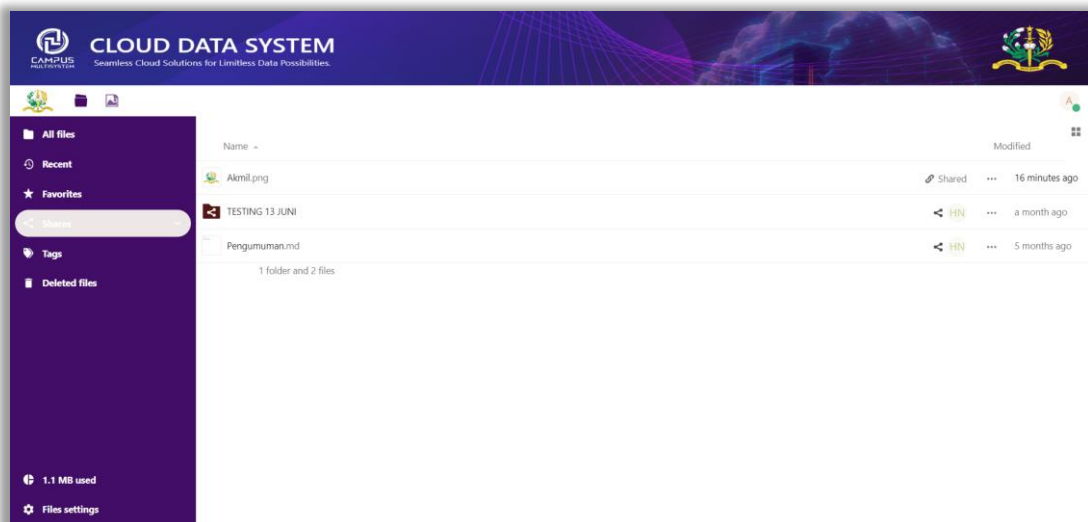 CLOUD DATA SYSTEM
Seamless Cloud Solutions for Limitless Data Possibilities.
CAMPUS
MULTISYSTEM
A
All files
Recent
Favorites
Shares
Tags
Deleted files
1.1 MB used
Files settings
Name
Modified
Akmil.png
Shared
16 minutes ago
TESTING 13 JUNI
HN
a month ago
Pengumuman.md
HN
5 months ago
1 folder and 2 files